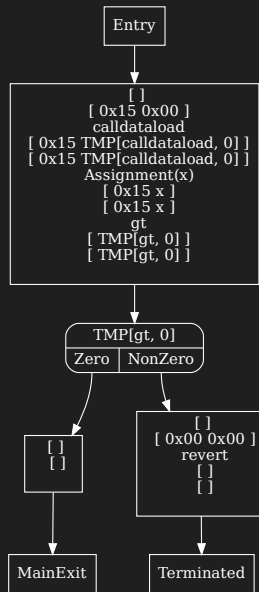 Entry
[ ]
[ 0x15 0x00 ]
calldataload
[ 0x15 TMP[calldataload, 0] ]
[ 0x15 TMP[calldataload, 0] ]
Assignment(x)
[ 0x15 x ]
[ 0x15 x ]
gt
[ TMP[gt, 0] ]
[ TMP[gt, 0] ]
TMP[gt, 0]
Zero NonZero
[ ]
[ ]
[ ]
[ 0x00 0x00 ]
revert
[ ]
[ ]
MainExit
Terminated